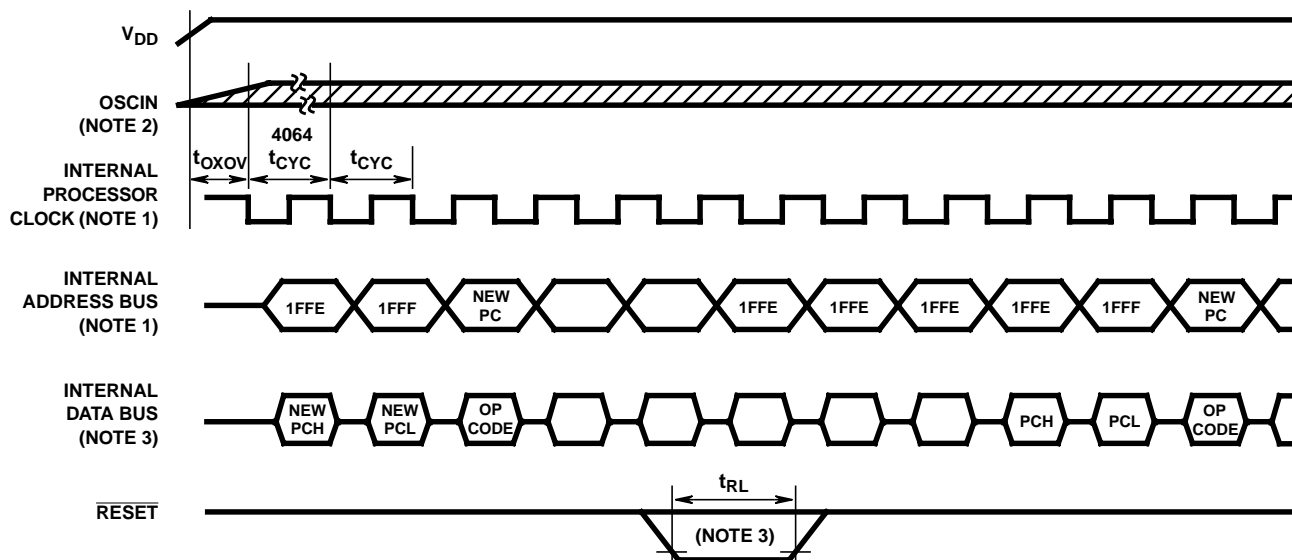 VDD
OSCIN
(NOTE 2)
4064
tOXOV
tCYC
tCYC
INTERNAL
PROCESSOR
CLOCK (NOTE 1)
INTERNAL
ADDRESS BUS
(NOTE 1)
1FFE
1FFF
NEW
PC
1FFE
1FFE
1FFE
1FFE
1FFF
NEW
PC
INTERNAL
DATA BUS
(NOTE 3)
NEW
PCH
NEW
PCL
OP
CODE
PCH
PCL
OP
CODE
tRL
RESET
(NOTE 3)